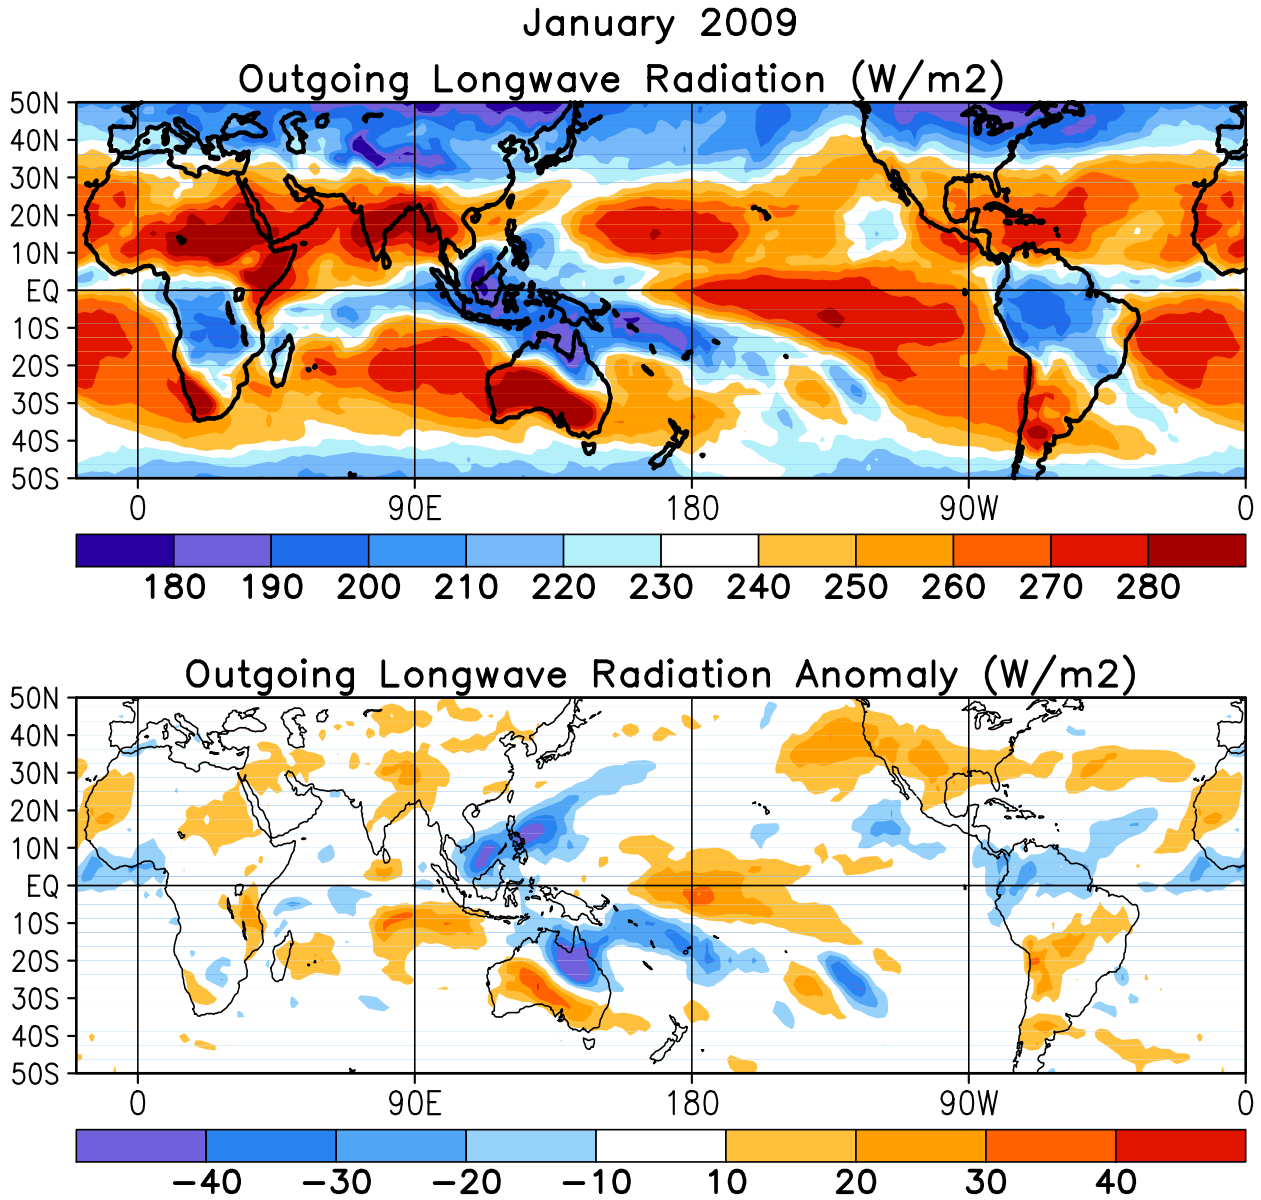 January 2009
Outgoing Longwave Radiation (W/m2)
50N
40N
30N
20N
10N
EQ
10S
20S
30S
40S
50S
0 90E 180 90W 0
180 190 200 210 220 230 240 250 260 270 280
Outgoing Longwave Radiation Anomaly (W/m2)
50N
40N
30N
20N
10N
EQ
10S
20S
30S
40S
50S
0 90E 180 90W 0
−40 −30 −20 −10 10 20 30 40